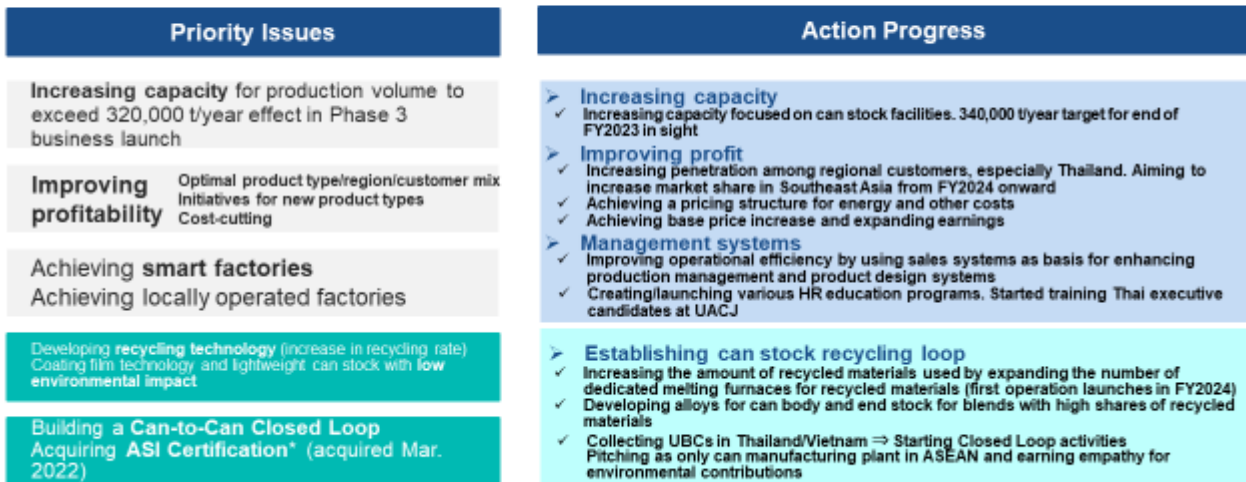 Priority Issues
Increasing capacity for production volume to
exceed 320,000 t/year effect in Phase 3
business launch
Improving
profitability
Optimal product type/region/customer mix
Initiatives for new product types
Cost-cutting
Achieving smart factories
Achieving locally operated factories
Developing recycling technology (increase in recycling rate)
Coating film technology and lightweight can stock with low
environmental impact
Building a Can-to-Can Closed Loop
Acquiring ASI Certification* (acquired Mar.
2022)
Action Progress
➤ Increasing capacity
✓ Increasing capacity focused on can stock facilities. 340,000 t/year target for end of
FY2023 in sight
➤ Improving profit
✓ Increasing penetration among regional customers, especially Thailand. Aiming to
increase market share in Southeast Asia from FY2024 onward
✓ Achieving a pricing structure for energy and other costs
✓ Achieving base price increase and expanding earnings
➤ Management systems
✓ Improving operational efficiency by using sales systems as basis for enhancing
production management and product design systems
✓ Creating/launching various HR education programs. Started training Thai executive
candidates at UACJ
➤ Establishing can stock recycling loop
✓ Increasing the amount of recycled materials used by expanding the number of
dedicated melting furnaces for recycled materials (first operation launches in FY2024)
✓ Developing alloys for can body and end stock for blends with high shares of recycled
materials
✓ Collecting UBCs in Thailand/Vietnam ⇒ Starting Closed Loop activities
Pitching as only can manufacturing plant in ASEAN and earning empathy for
environmental contributions